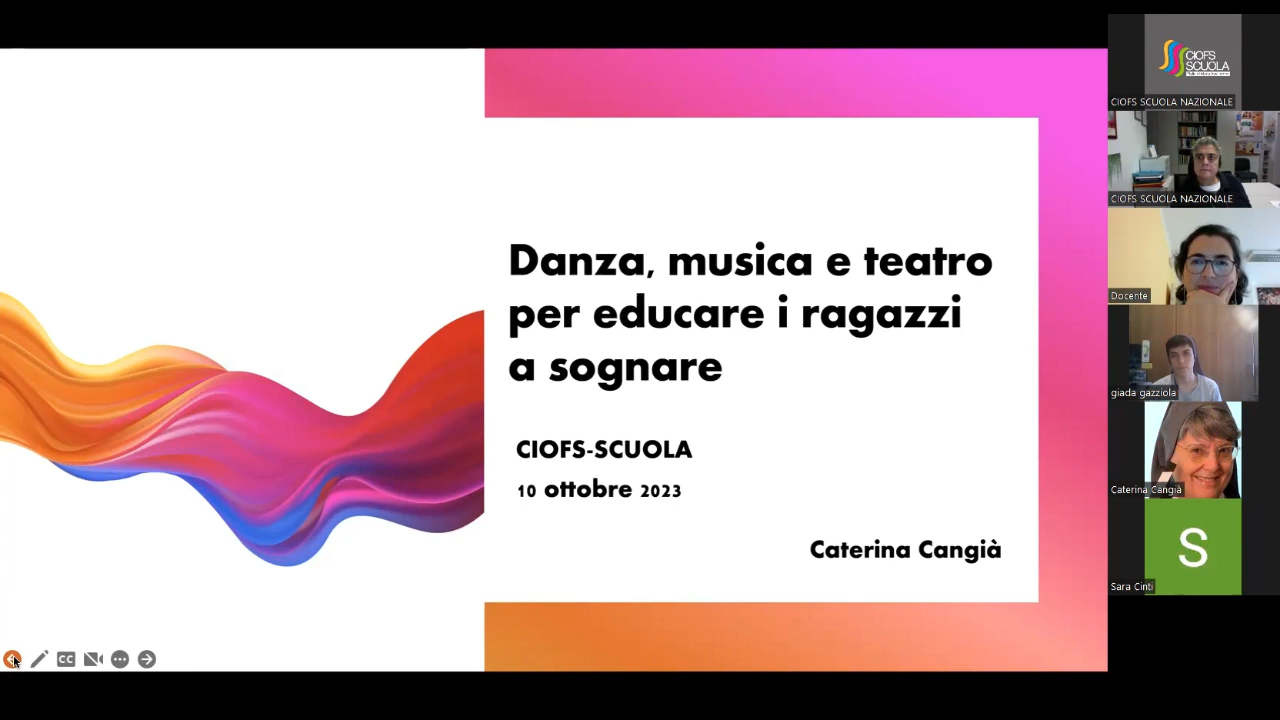 Danza, musica e teatro
per educare i ragazzi
a sognare
CIOFS-SCUOLA
10 ottobre 2023
Caterina Cangià
CC
CIOFS
SCUOLA
CIOFS SCUOLA NAZIONALE
CIOFS SCUOLA NAZIONALE
Docente
giada gazziola
Caterina Cangià
S
Sara Cinti